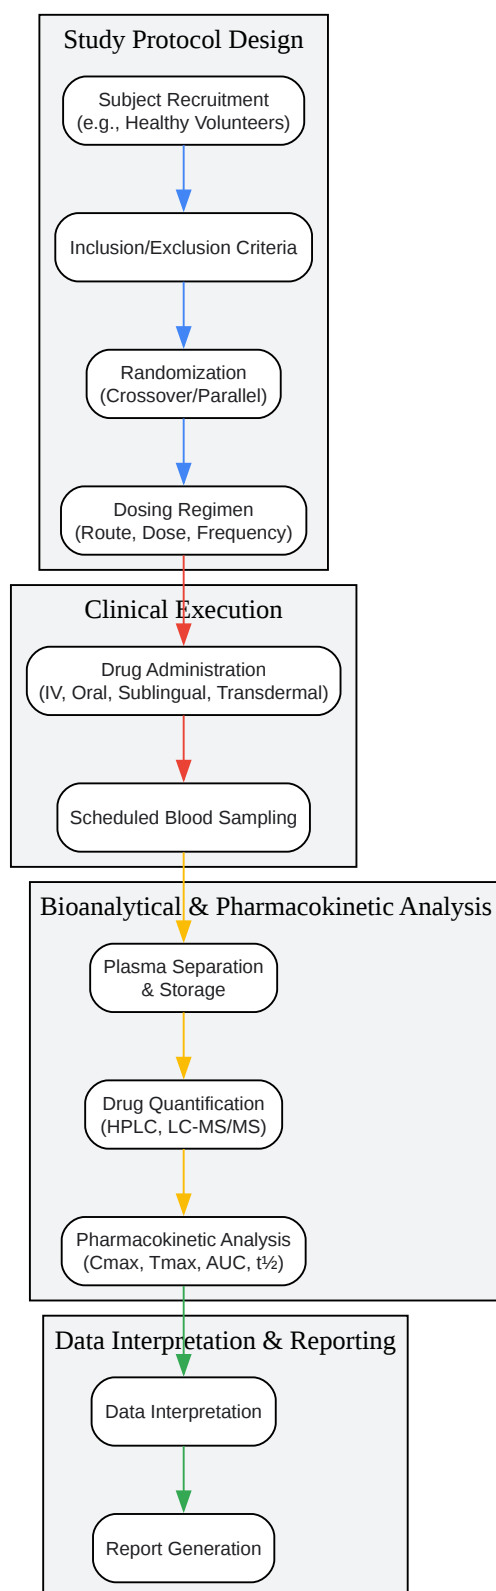 Study Protocol Design
Subject Recruitment
(e.g., Healthy Volunteers)
Inclusion/Exclusion Criteria
Randomization
(Crossover/Parallel)
Dosing Regimen
(Route, Dose, Frequency)
Clinical Execution
Drug Administration
(IV, Oral, Sublingual, Transdermal)
Scheduled Blood Sampling
Bioanalytical & Pharmacokinetic Analysis
Plasma Separation
& Storage
Drug Quantification
(HPLC, LC-MS/MS)
Pharmacokinetic Analysis
(Cmax, Tmax, AUC, t½)
Data Interpretation & Reporting
Data Interpretation
Report Generation